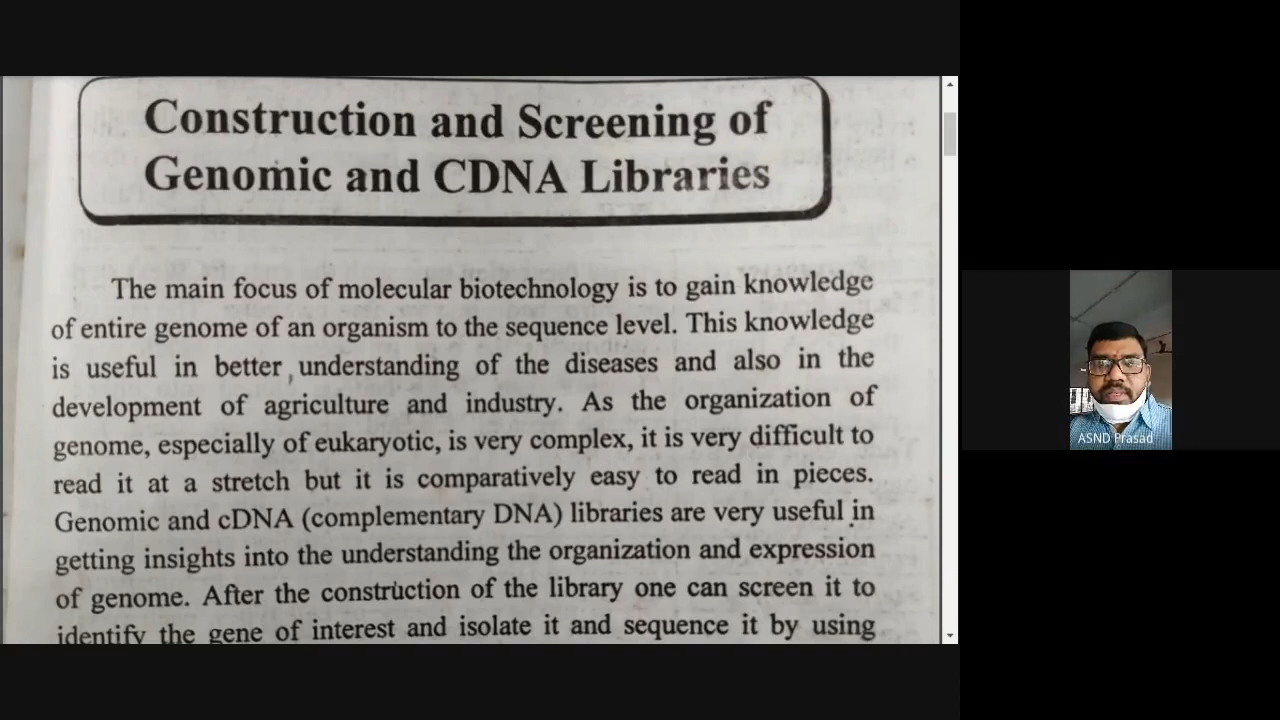 Construction and Screening of
Genomic and CDNA Libraries
The main focus of molecular biotechnology is to gain knowledge
of entire genome of an organism to the sequence level. This knowledge
is useful in better understanding of the diseases and also in the
development of agriculture and industry. As the organization of
genome, especially of eukaryotic, is very complex, it is very difficult to
read it at a stretch but it is comparatively easy to read in pieces.
Genomic and cDNA (complementary DNA) libraries are very useful in
getting insights into the understanding the organization and expression
of genome. After the construction of the library one can screen it to
identify the gene of interest and isolate it and sequence it by using
ASND Prasad